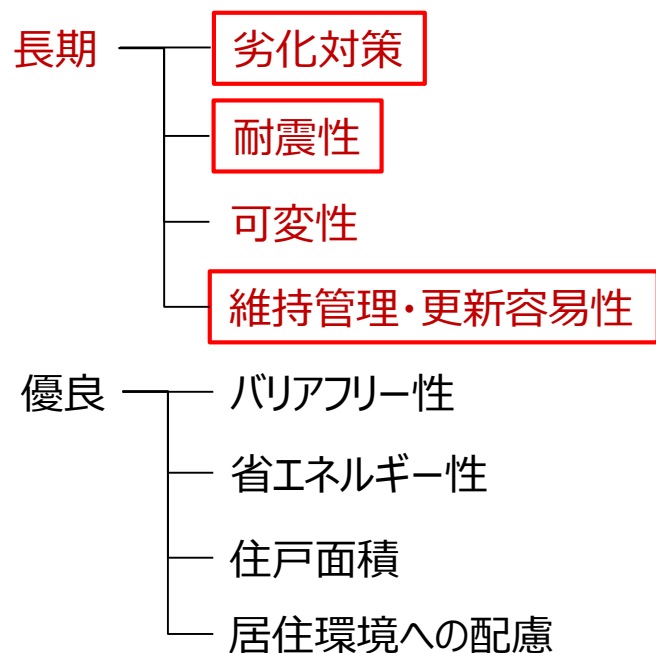 長期
劣化対策
耐震性
可変性
維持管理・更新容易性
優良
バリアフリー性
省エネルギー性
住戸面積
居住環境への配慮